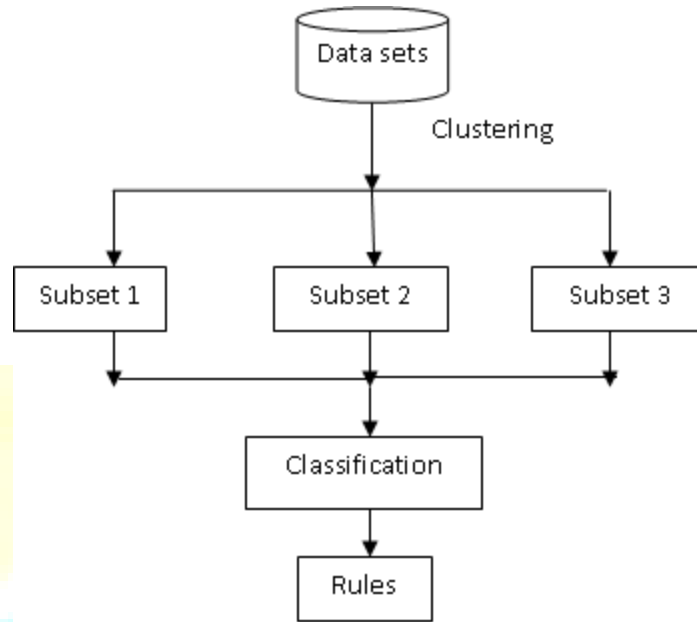 Data sets
Clustering
Subset 1
Subset 2
Subset 3
Classification
Rules